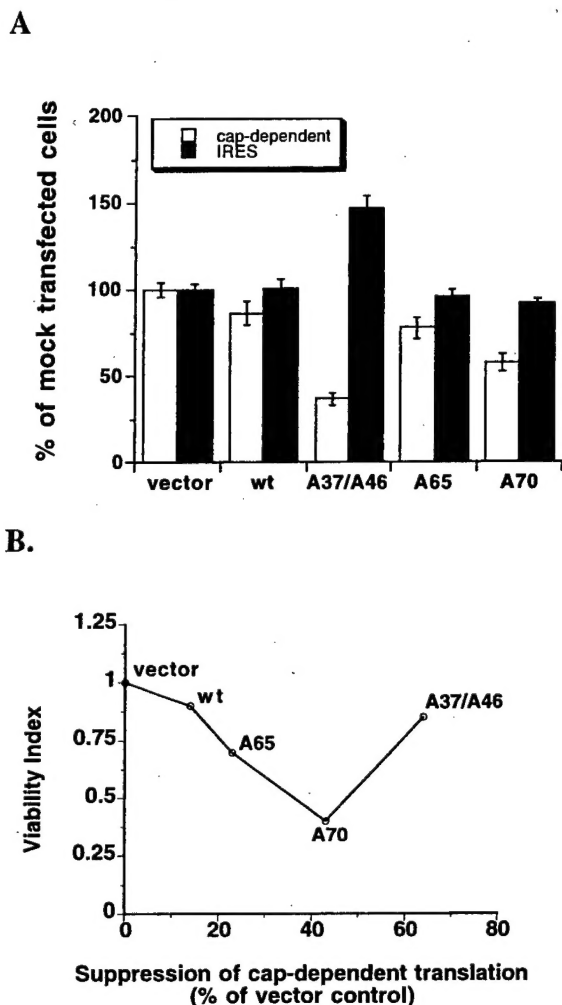 A
% of mock transfected cells
200
150
100
50
0
cap-dependent
IRES
vector wt A37/A46 A65 A70
B.
Viability Index
1.25
1
0.75
0.5
0.25
0
vector
wt
A65
A70
A37/A46
0 20 40 60 80
Suppression of cap-dependent translation
(% of vector control)